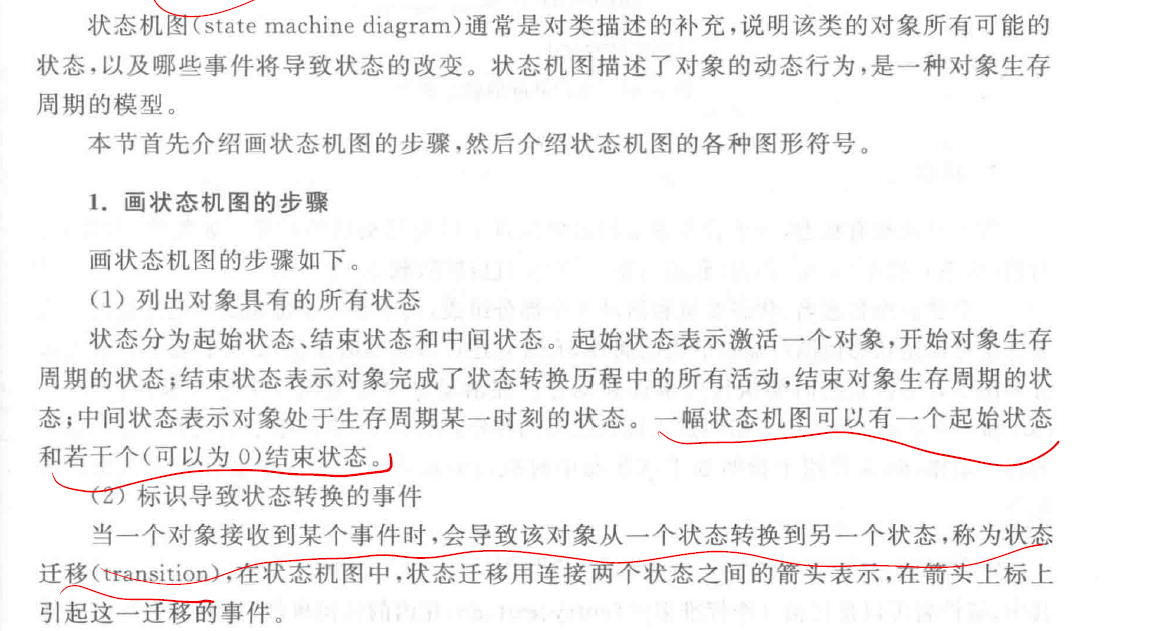 状态机图(state machine diagram)通常是对类描述的补充,说明该类的对象所有可能的
状态,以及哪些事件将导致状态的改变。状态机图描述了对象的动态行为,是一种对象生存
周期的模型。
本节首先介绍画状态机图的步骤,然后介绍状态机图的各种图形符号。
1. 画状态机图的步骤
画状态机图的步骤如下。
(1) 列出对象具有的所有状态
状态分为起始状态、结束状态和中间状态。起始状态表示激活一个对象,开始对象生存
周期的状态;结束状态表示对象完成了状态转换历程中的所有活动,结束对象生存周期的状
态;中间状态表示对象处于生存周期某一时刻的状态。一幅状态机图可以有一个起始状态
和若干个(可以为 0)结束状态。
(2) 标识导致状态转换的事件
当一个对象接收到某个事件时,会导致该对象从一个状态转换到另一个状态,称为状态
迁移(transition),在状态机图中,状态迁移用连接两个状态之间的箭头表示,在箭头上标上
引起这一迁移的事件。